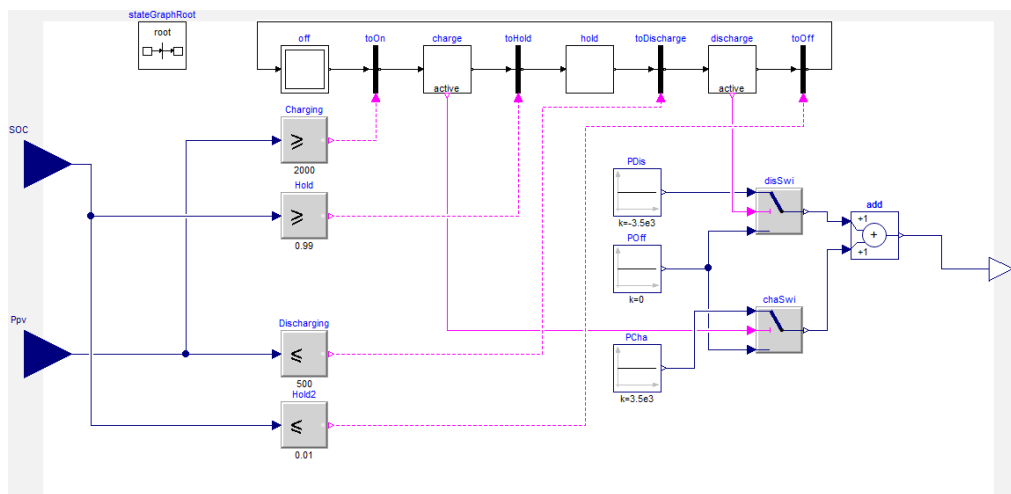 stateGraphRoot
root
off
toOn
charge
toHold
hold
toDischarge
discharge
toOff
active
active
Charging
≥
2000
SOC
Hold
≥
0.99
PDis
k=-3.5e3
disSwi
add
+1
+
+1
POff
k=0
Ppv
Discharging
≤
500
chaSwi
PCha
k=3.5e3
Hold2
≤
0.01